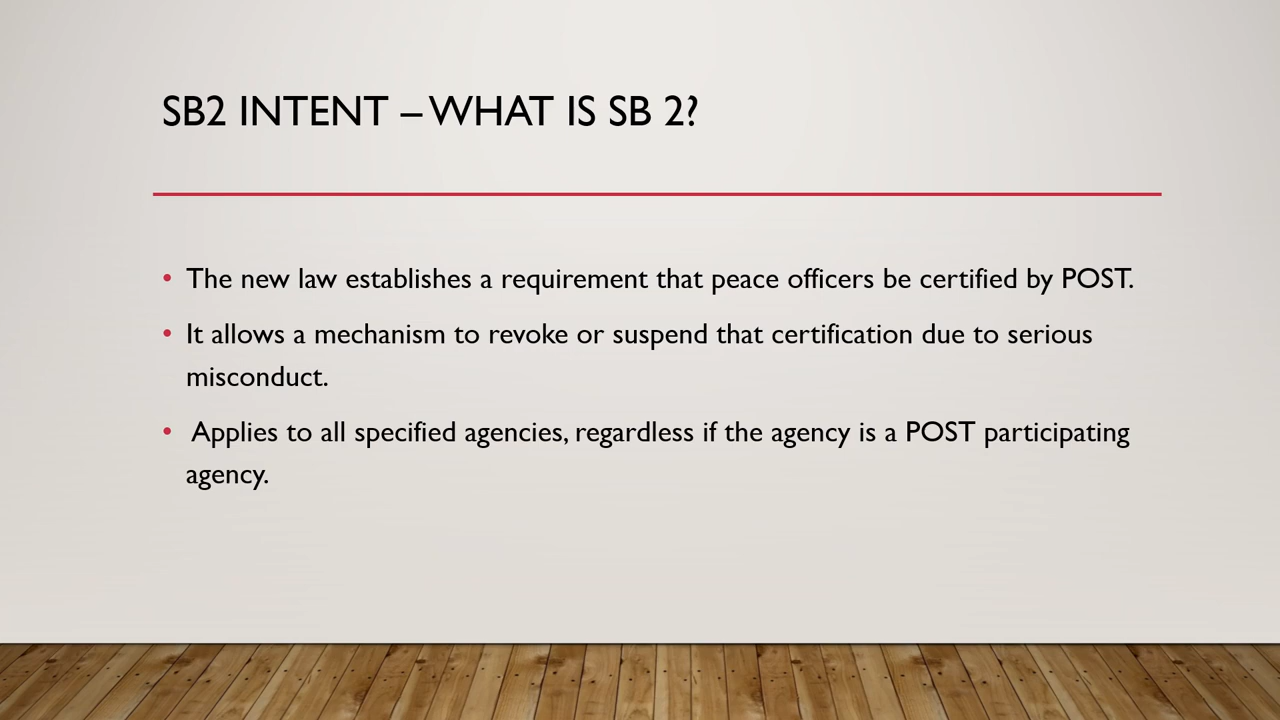 SB2 INTENT – WHAT IS SB 2?
• The new law establishes a requirement that peace officers be certified by POST.
• It allows a mechanism to revoke or suspend that certification due to serious
misconduct.
• Applies to all specified agencies, regardless if the agency is a POST participating
agency.